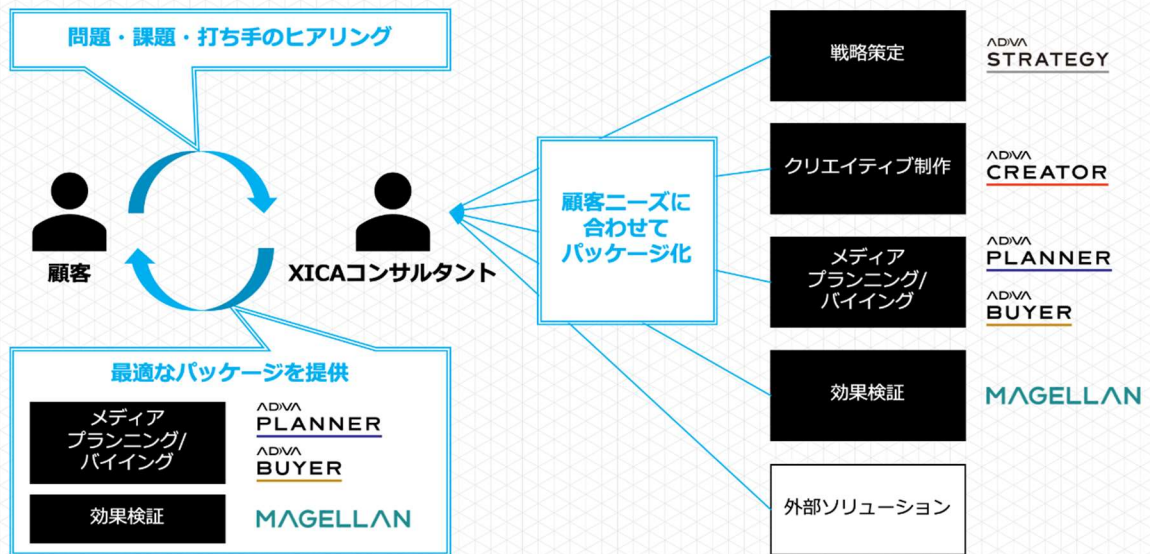 問題・課題・打ち手のヒアリング
顧客
XICAコンサルタント
最適なパッケージを提供
メディア
プランニング/
バイイング
ADVA
PLANNER
ADVA
BUYER
効果検証
MAGELLAN
顧客ニーズに
合わせて
パッケージ化
戦略策定
ADVA
STRATEGY
クリエイティブ制作
ADVA
CREATOR
メディア
プランニング/
バイイング
ADVA
PLANNER
ADVA
BUYER
効果検証
MAGELLAN
外部ソリューション